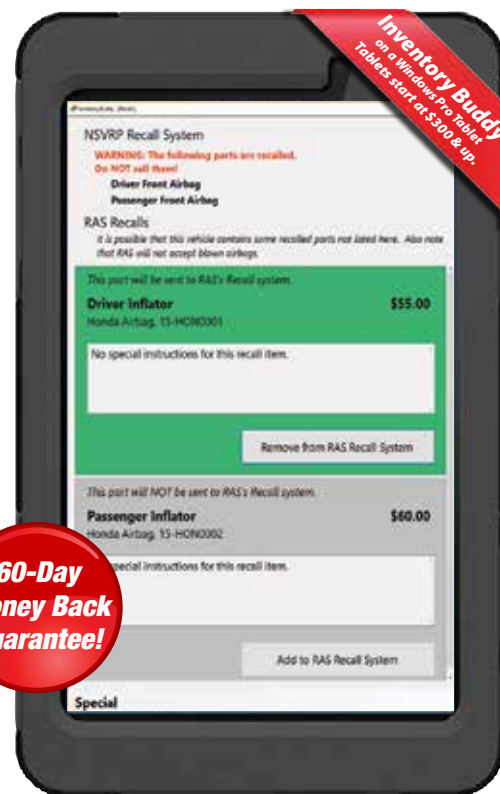 Inventory Buddy
on a Windows Pro Tablet
Tablets start at $300 & up.
NSVRP Recall System
WARNING: The following parts are recalled.
Do NOT sell them!
Driver Front Airbag
Passenger Front Airbag
RAS Recalls
It is possible that this vehicle contains some recalled parts not listed here. Also note
that RAS will not accept blown airbags.
This part will be sent to RAS's Recall system.
Driver Inflator $55.00
Honda Airbag, 15-HON0001
No special instructions for this recall item.
Remove from RAS Recall System
This part will NOT be sent to RAS's Recall system.
Passenger Inflator $60.00
Honda Airbag, 15-HON0002
special instructions for this recall item.
Add to RAS Recall System
Special
60-Day
oney Back
uarantee!